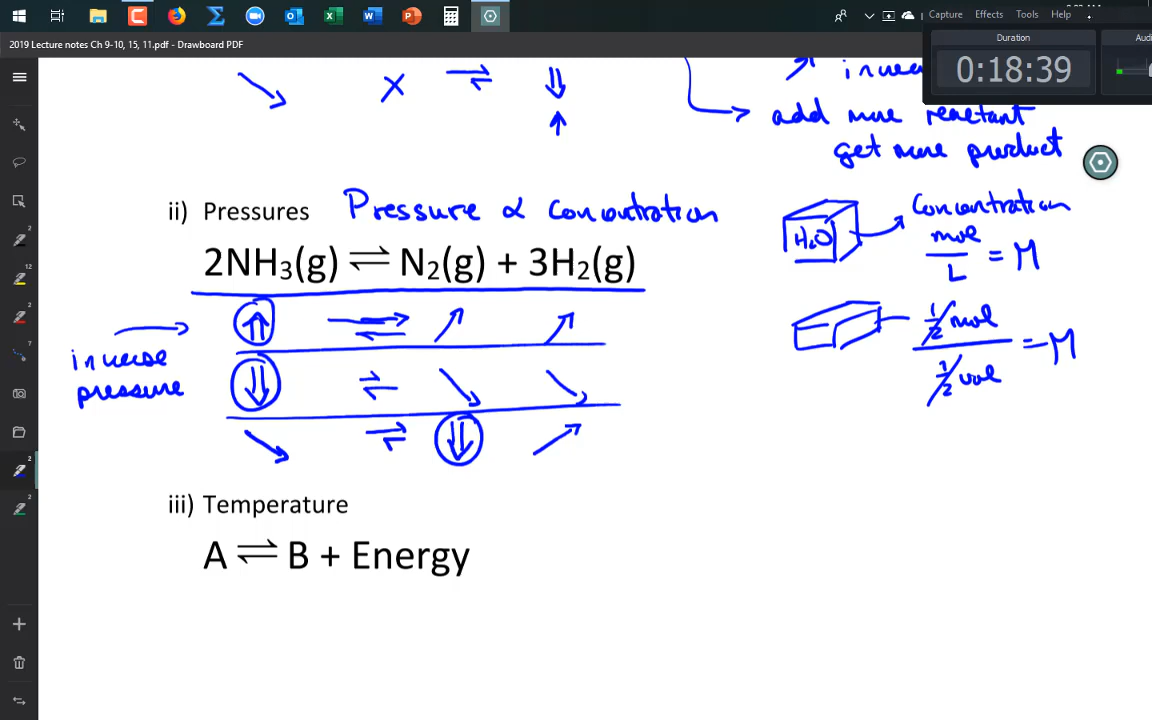 Capture Effects Tools Help
2019 Lecture notes Ch 9-10, 15, 11.pdf - Drawboard PDF
Duration
0:18:39
add more reactant
get more product
ii) Pressures Pressure ∝ Concentration
Concentration
H₂O mol/L = M
2NH₃(g) ⇌ N₂(g) + 3H₂(g)
½ mol / ½ vol = M
pressure
iii) Temperature
A ⇌ B + Energy